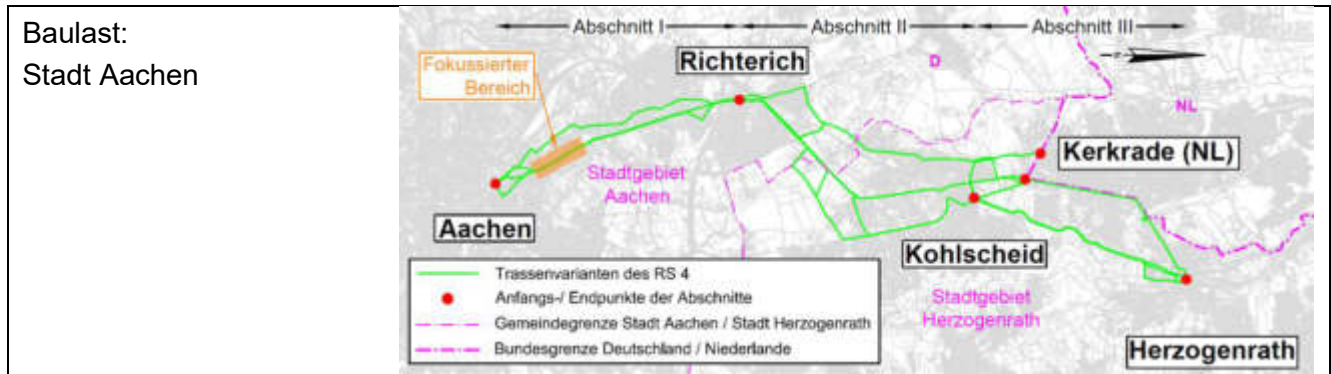 Baulast:
Stadt Aachen
Abschnitt I
Abschnitt II
Abschnitt III
Fokussierter
Bereich
Richterich
D
NL
Kerkrade (NL)
Stadtgebiet
Aachen
Aachen
Kohlscheid
Stadtgebiet
Herzogenrath
Herzogenrath
Trassenvarianten des RS 4
Anfangs-/ Endpunkte der Abschnitte
Gemeindegrenze Stadt Aachen / Stadt Herzogenrath
Bundesgrenze Deutschland / Niederlande